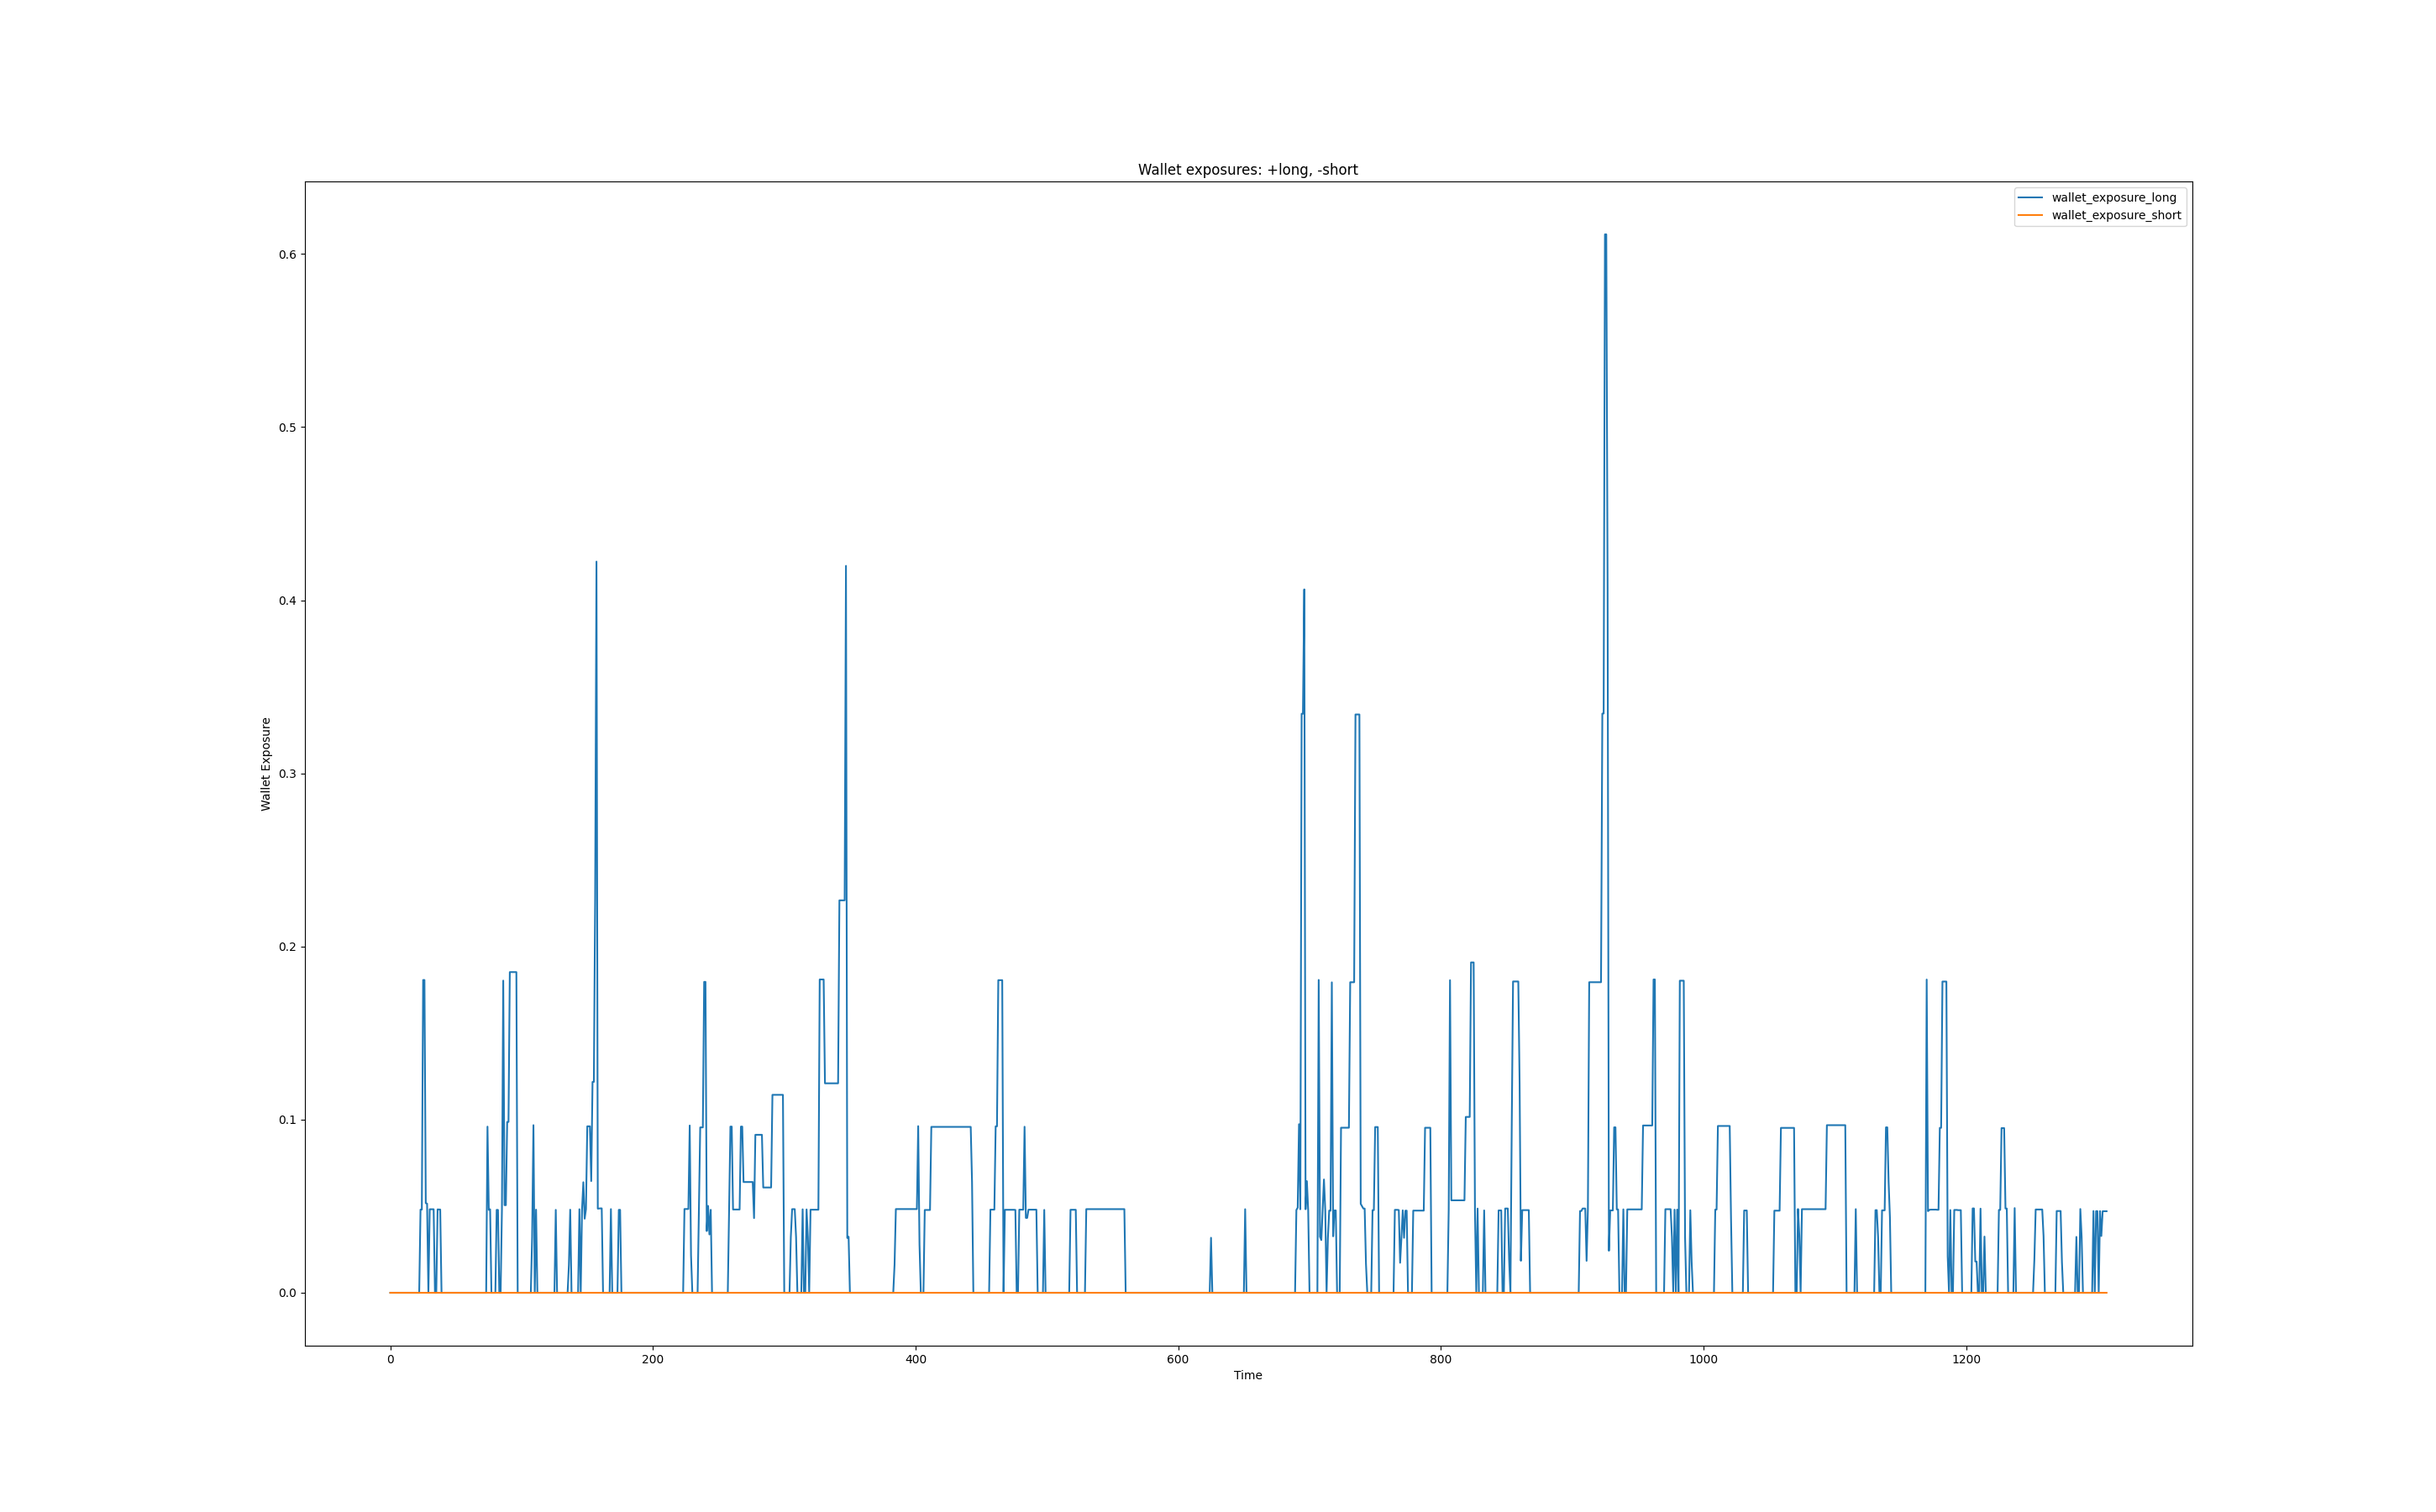 Wallet exposures: +long, -short
wallet_exposure_long
wallet_exposure_short
0.6
0.5
0.4
0.3
0.2
0.1
0.0
Wallet Exposure
0 200 400 600 800 1000 1200
Time